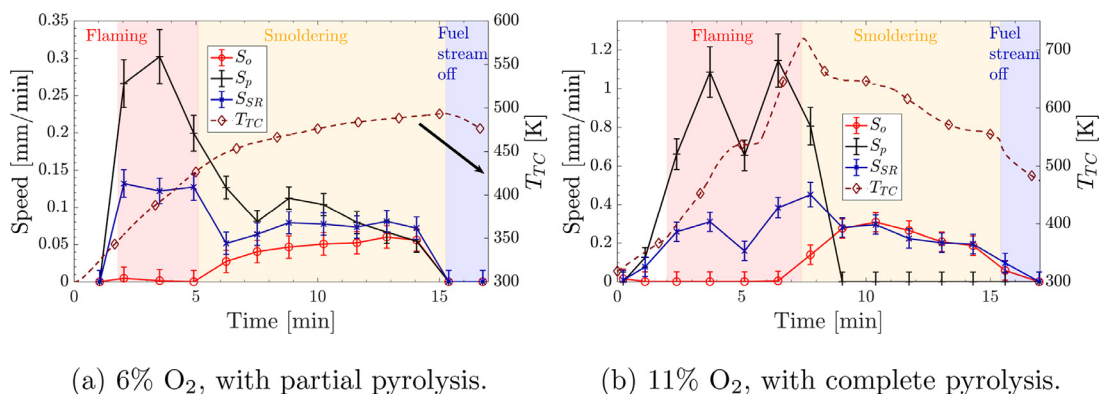 Flaming
Smoldering
Fuel
stream
off
S_o
S_p
S_SR
T_TC
Speed [mm/min]
0.35
0.3
0.25
0.2
0.15
0.1
0.05
0
600
550
500
450
400
350
300
T_TC [K]
0 5 10 15
Time [min]
(a) 6% O₂, with partial pyrolysis.
Flaming
Smoldering
Fuel
stream
off
S_o
S_p
S_SR
T_TC
Speed [mm/min]
1.2
1
0.8
0.6
0.4
0.2
0
700
600
500
400
300
T_TC [K]
0 5 10 15
Time [min]
(b) 11% O₂, with complete pyrolysis.